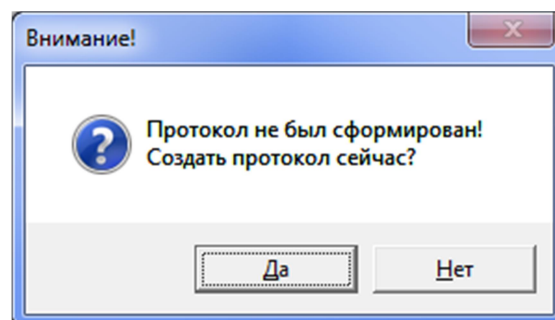 Внимание!
Протокол не был сформирован!
Создать протокол сейчас?
Да
Нет